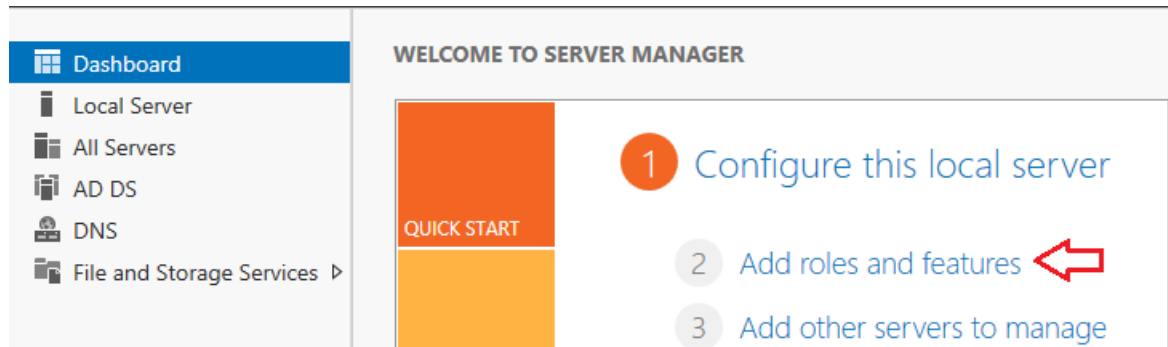 Dashboard
Local Server
All Servers
AD DS
DNS
File and Storage Services
WELCOME TO SERVER MANAGER
QUICK START
1 Configure this local server
2 Add roles and features
3 Add other servers to manage